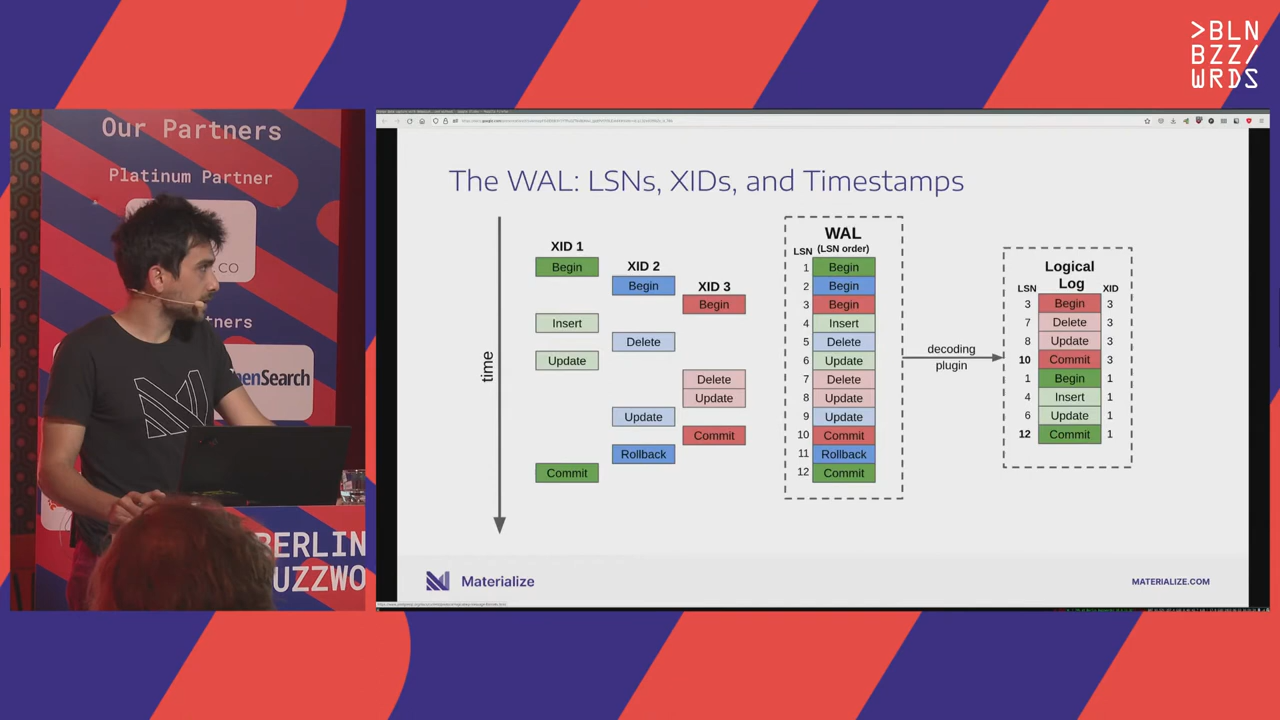 >BLN
BZZ/
WRDS
Our Partners
Platinum Partner
.CO
enSearch
BERLIN
UZZWO
The WAL: LSNs, XIDs, and Timestamps
time
XID 1
Begin
Insert
Update
Commit
XID 2
Begin
Delete
Update
Rollback
XID 3
Begin
Delete
Update
Commit
WAL
LSN (LSN order)
1 Begin
2 Begin
3 Begin
4 Insert
5 Delete
6 Update
7 Delete
8 Update
9 Update
10 Commit
11 Rollback
12 Commit
decoding
plugin
Logical
Log
LSN XID
3 Begin 3
7 Delete 3
8 Update 3
10 Commit 3
1 Begin 1
4 Insert 1
6 Update 1
12 Commit 1
Materialize
MATERIALIZE.COM